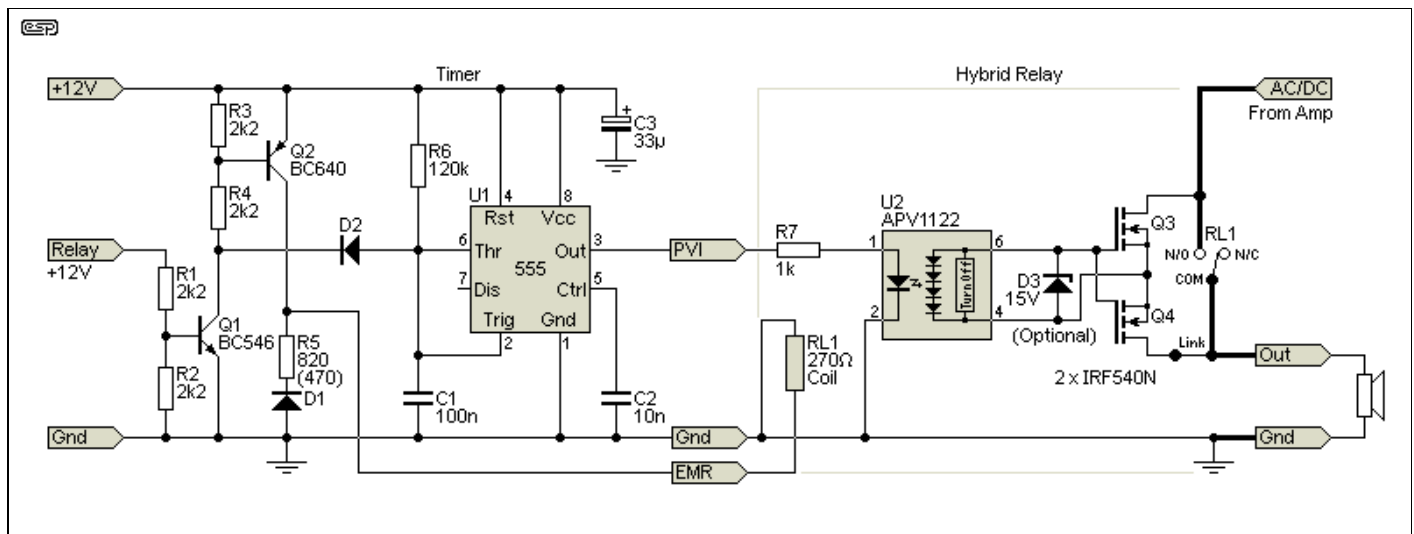 esp
Timer
Hybrid Relay
+12V
AC/DC
From Amp
R3
2k2
C3
+
33µ
Q2
BC640
R6
120k
R4
2k2
U1
4
8
Rst
Vcc
U2
APV1122
Q3
RL1
D2
Relay
+12V
6
Thr
Out
3
PVI
R7
1k
1
6
N/O
N/C
555
COM
R1
2k2
7
Dis
Ctrl
5
Turn Off
D3
15V
(Optional)
2
4
Q4
Q1
BC546
Trig
Gnd
2
1
R5
820
(470)
RL1
270Ω
Coil
Link
Out
R2
2k2
D1
C1
100n
C2
10n
2 x IRF540N
Gnd
Gnd
Gnd
EMR